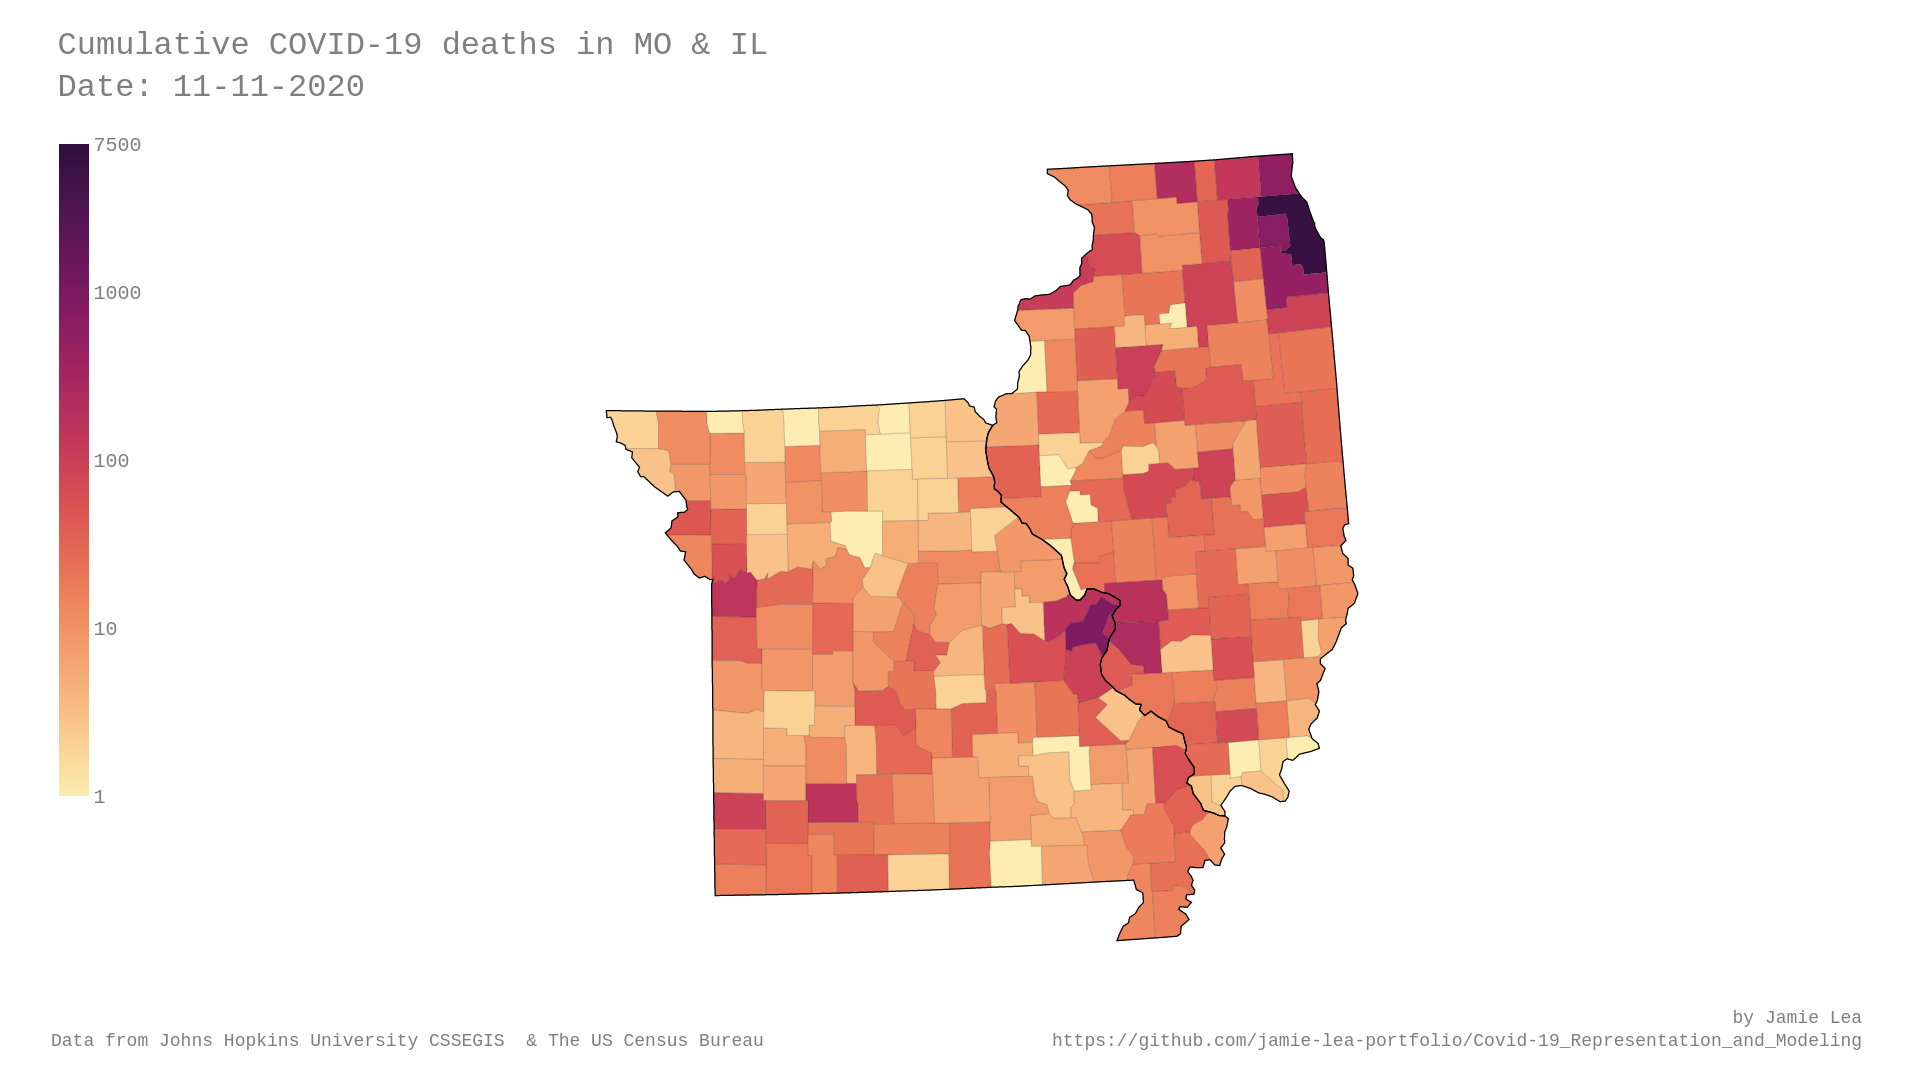 Cumulative COVID-19 deaths in MO & IL
Date: 11-11-2020
7500
1000
100
10
1
by Jamie Lea
Data from Johns Hopkins University CSSEGIS  & The US Census Bureau
https://github.com/jamie-lea-portfolio/Covid-19_Representation_and_Modeling